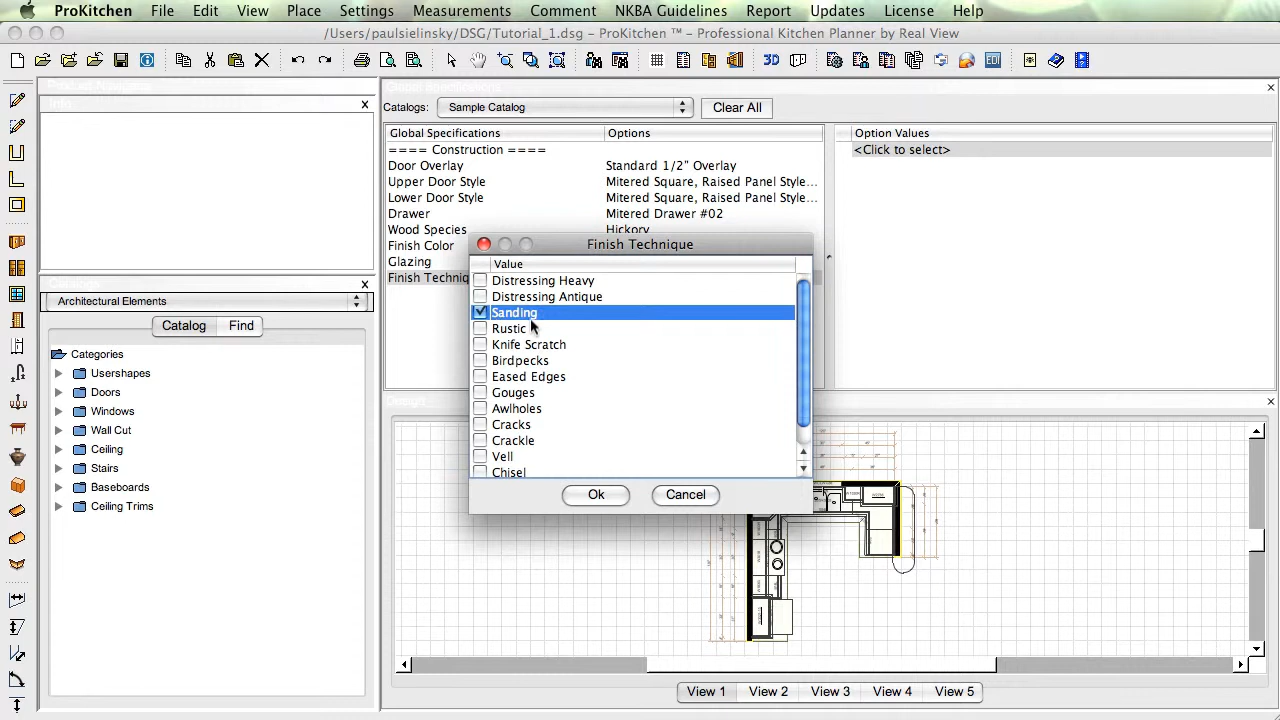 ProKitchen File Edit View Place Settings Measurements Comment NKBA Guidelines Report Updates License Help
/Users/paulsielinsky/DSG/Tutorial_1.dsg - ProKitchen ™ - Professional Kitchen Planner by Real View
3D EDI
Info
Catalogs: Sample Catalog Clear All
Global Specifications Options Option Values
==== Construction ==== <Click to select>
Door Overlay Standard 1/2" Overlay
Upper Door Style Mitered Square, Raised Panel Style...
Lower Door Style Mitered Square, Raised Panel Style...
Drawer Mitered Drawer #02
Wood Species Hickory
Finish Color
Glazing
Finish Techniq
Finish Technique
Value
Distressing Heavy
Distressing Antique
Sanding
Rustic
Knife Scratch
Birdpecks
Eased Edges
Gouges
Awlholes
Cracks
Crackle
Vell
Chisel
Ok Cancel
Architectural Elements
Catalog Find
Categories
Usershapes
Doors
Windows
Wall Cut
Ceiling
Stairs
Baseboards
Ceiling Trims
View 1 View 2 View 3 View 4 View 5